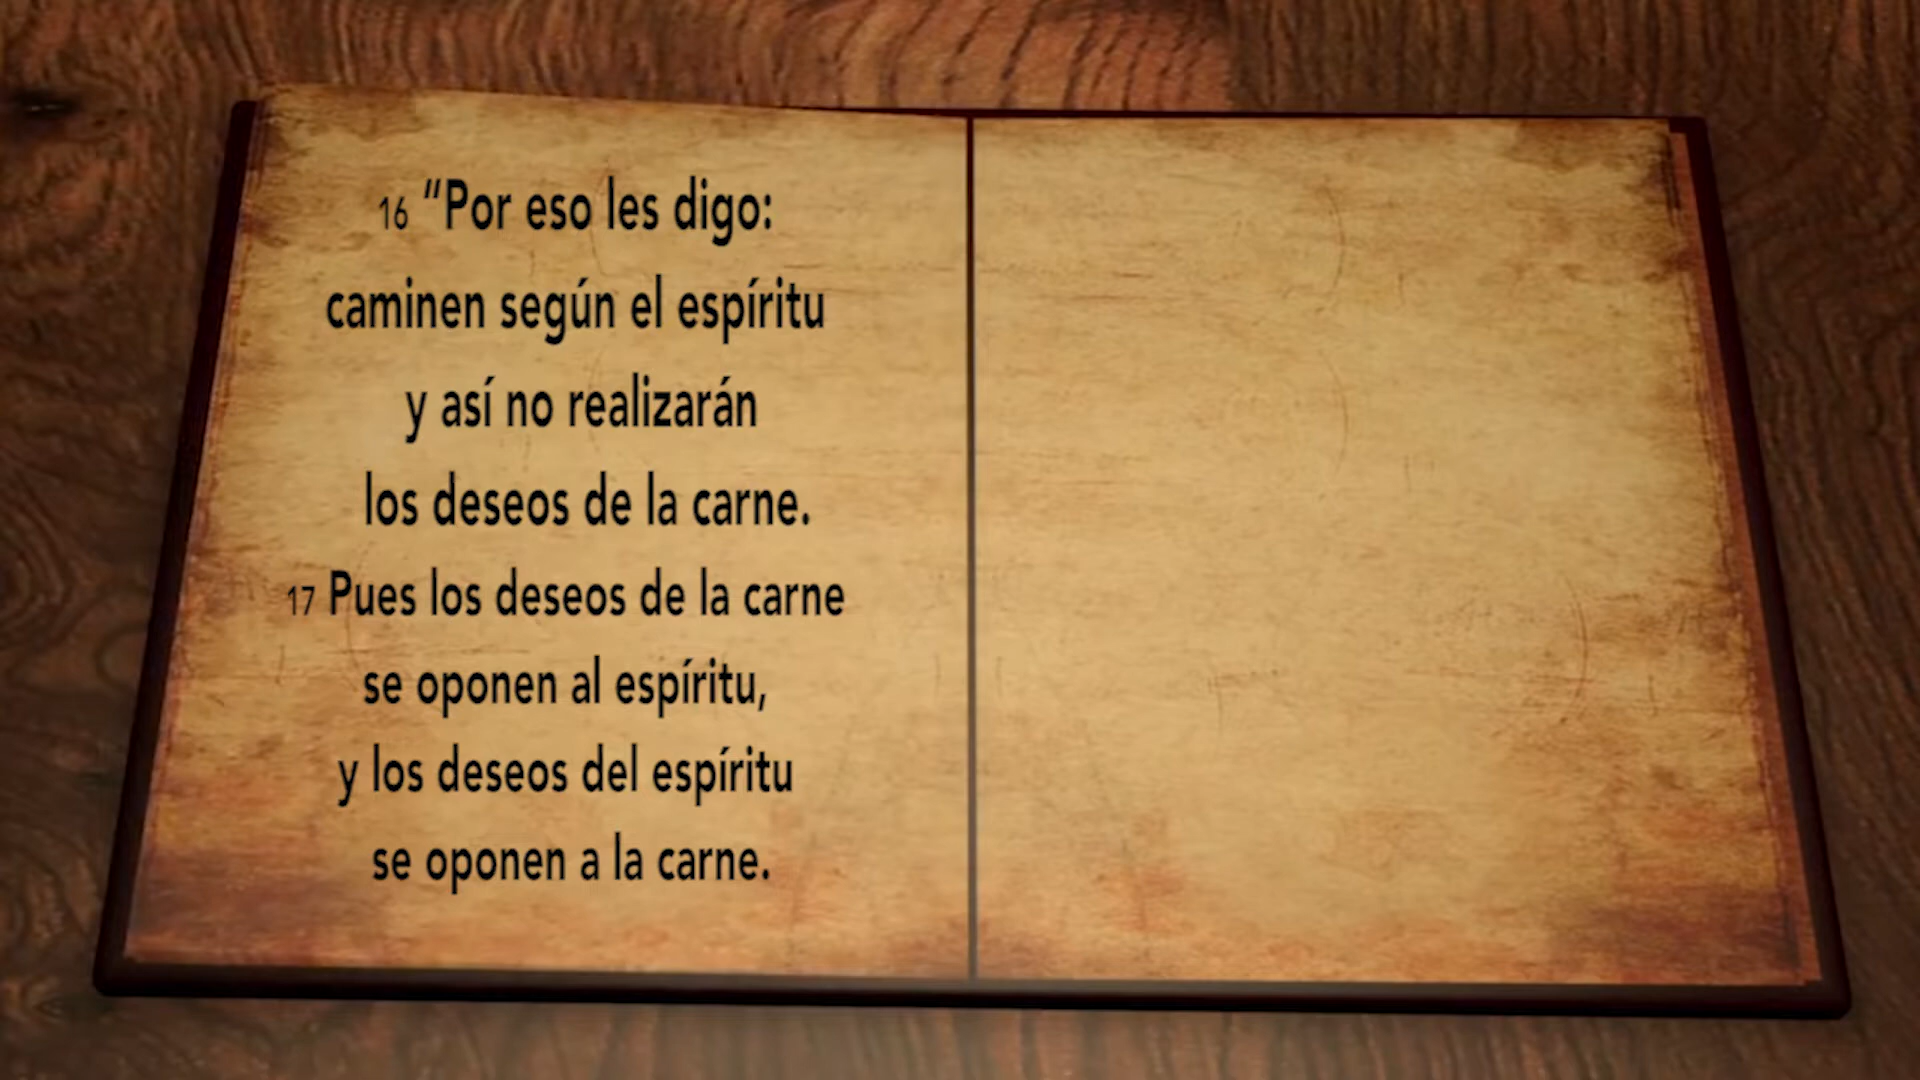 16 “Por eso les digo:
caminen según el espíritu
y así no realizarán
los deseos de la carne.
17 Pues los deseos de la carne
se oponen al espíritu,
y los deseos del espíritu
se oponen a la carne.